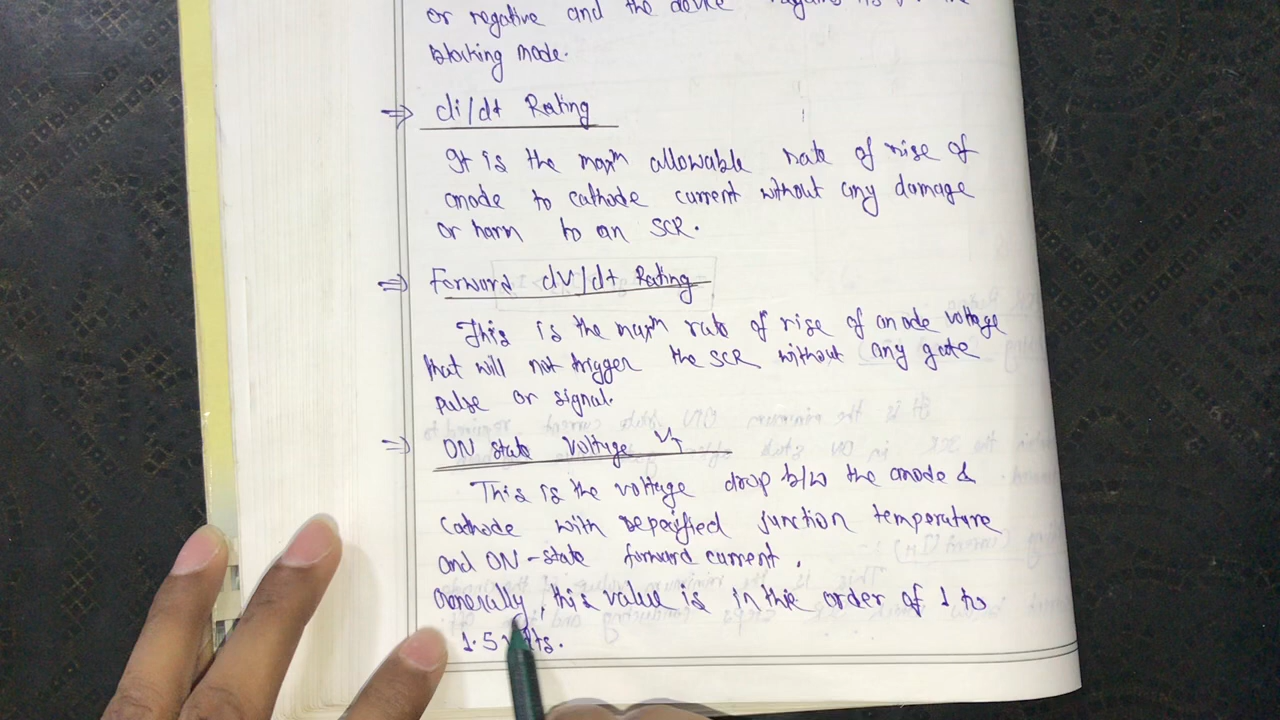 or negative and the device regains its
Blocking mode.
⇒ di/dt Rating
It is the maxm allowable rate of rise of
anode to cathode current without any damage
or harm to an SCR.
⇒ Forward dv/dt Rating
This is the maxm rate of rise of anode voltage
that will not trigger the SCR without any gate
pulse or signal.
⇒ ON state Voltage VT
This is the voltage drop b/w the anode &
cathode with specified junction temperature
and ON-state forward current.
Generally, this value is in the order of 1 to
1.5 volts.